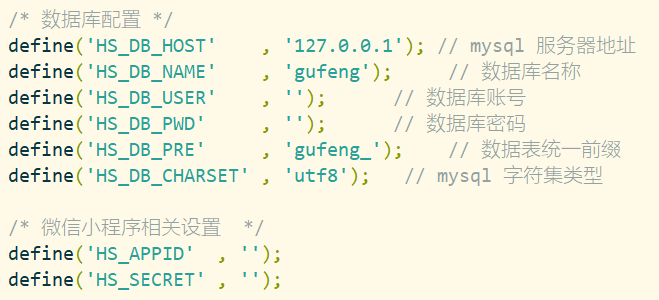 /* 数据库配置 */
define('HS_DB_HOST'    , '127.0.0.1'); // mysql 服务器地址
define('HS_DB_NAME'    , 'gufeng');     // 数据库名称
define('HS_DB_USER'    , '');      // 数据库账号
define('HS_DB_PWD'     , '');      // 数据库密码
define('HS_DB_PRE'     , 'gufeng_');    // 数据表统一前缀
define('HS_DB_CHARSET' , 'utf8');   // mysql 字符集类型
/* 微信小程序相关设置  */
define('HS_APPID'  , '');
define('HS_SECRET' , '');